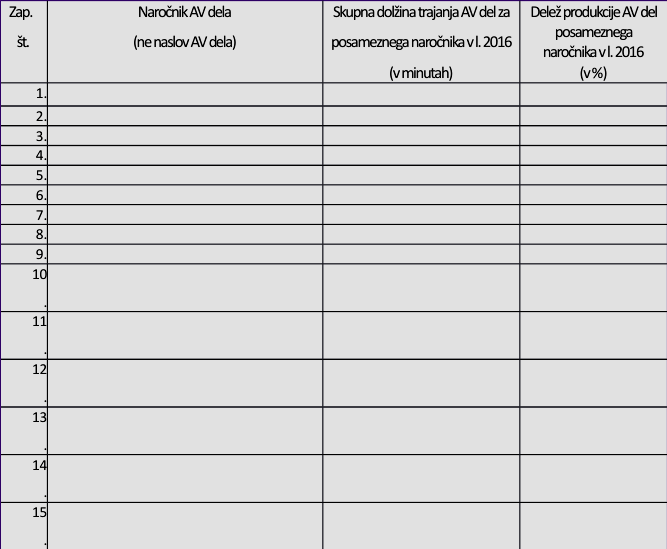 Zap.
št.
Naročnik AV dela
(ne naslov AV dela)
Skupna dolžina trajanja AV del za
posameznega naročnika v l. 2016
(v minutah)
Delež produkcije AV del
posameznega
naročnika v l. 2016
(v %)
1.
2.
3.
4.
5.
6.
7.
8.
9.
10
.
11
.
12
.
13
.
14
.
15
.